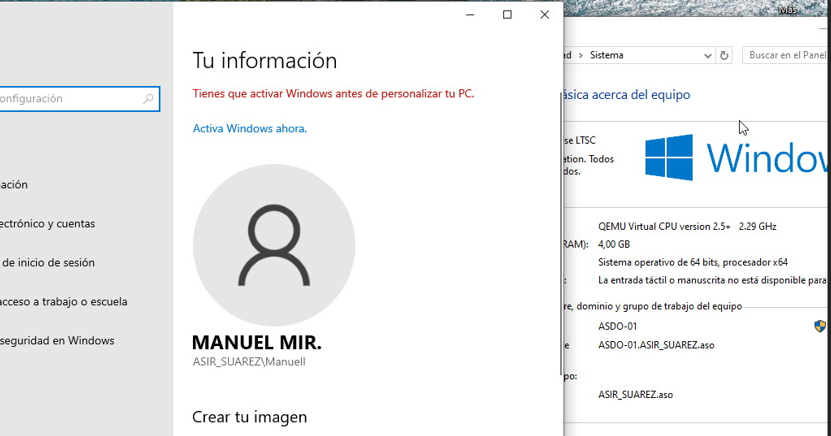 Más
Tu información
Tienes que activar Windows antes de personalizar tu PC.
Activa Windows ahora.
onfiguración
ación
ectrónico y cuentas
de inicio de sesión
acceso a trabajo o escuela
seguridad en Windows
MANUEL MIR.
ASIR_SUAREZ\Manuell
Crear tu imagen
ad › Sistema
Buscar en el Panel
ásica acerca del equipo
se LTSC
ation. Todos
dos.
Window
QEMU Virtual CPU version 2.5+ 2.29 GHz
RAM): 4,00 GB
Sistema operativo de 64 bits, procesador x64
: La entrada táctil o manuscrita no está disponible para
re, dominio y grupo de trabajo del equipo
ASDO-01
e ASDO-01.ASIR_SUAREZ.aso
po:
ASIR_SUAREZ.aso